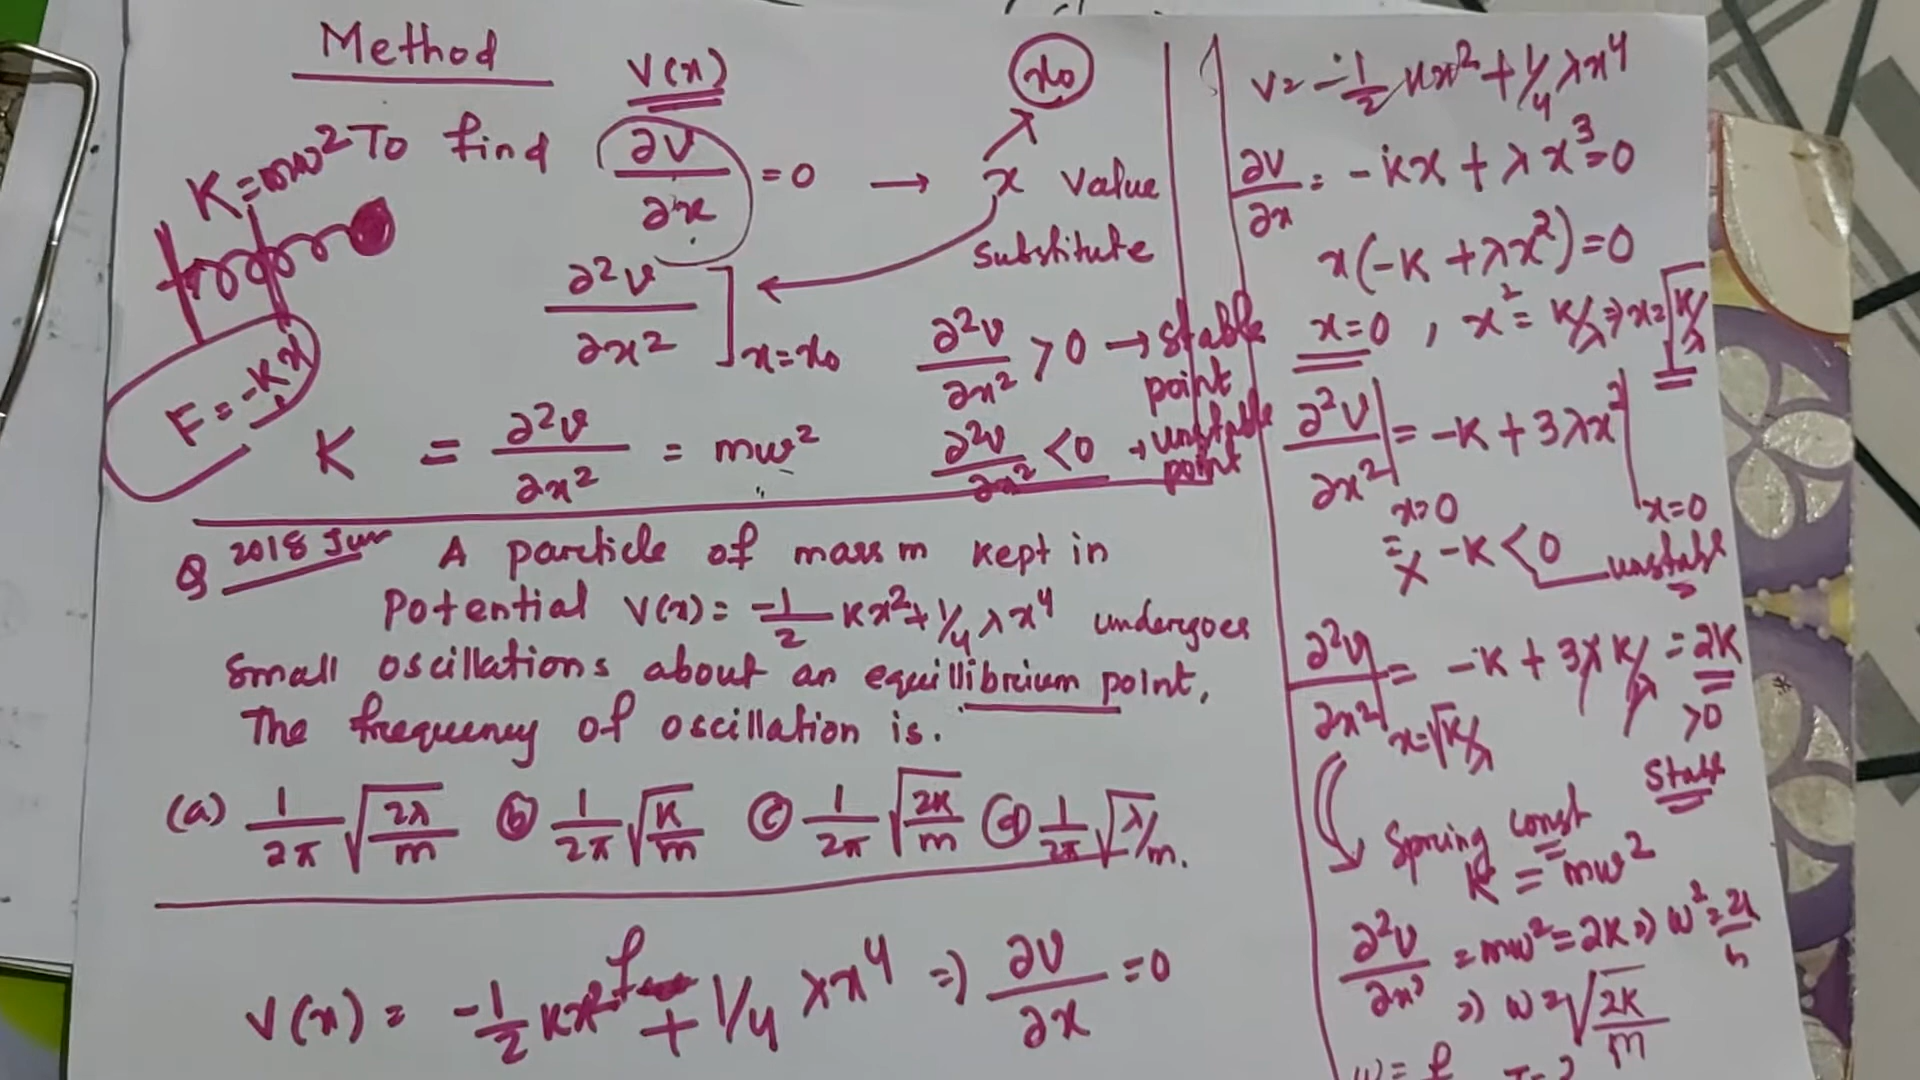 Method
V(x)
K=mω² To find ∂V/∂x = 0 → x value
x₀
substitute
∂²V/∂x² ]x=x₀
∂²V/∂x² > 0 → stable point
F=-Kx
K = ∂²V/∂x² = mω²
∂²V/∂x² < 0 → unstable point
Q 2018 Jun A particle of mass m kept in
potential V(x) = -1/2 Kx² + 1/4 λx⁴ undergoes
Small oscillations about an equillibrium point,
The frequency of oscillation is.
(a) 1/2π √(2λ/m) (b) 1/2π √(K/m) (c) 1/2π √(2K/m) (d) 1/2π √(λ/m).
V(x) = -1/2 Kx² + 1/4 λx⁴ ⇒ ∂V/∂x = 0
V= -1/2 Kx² + 1/4 λx⁴
∂V/∂x = -Kx + λx³=0
x(-K + λx²)=0
x=0, x² = K/λ ⇒ x=√K/λ
∂²V/∂x² |x=0 = -K + 3λx² |x=0
= -K < 0 unstabl
∂²V/∂x² |x=√K/λ = -K + 3λK/λ = 2K
>0
Stabl
Spring const
K = mω²
∂²V/∂x² = mω² = 2K ⇒ ω² = 2K/m
⇒ ω = √(2K/m)